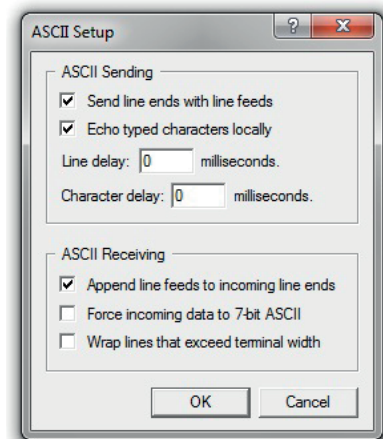 ASCII Setup
ASCII Sending
Send line ends with line feeds
Echo typed characters locally
Line delay: 0 milliseconds.
Character delay: 0 milliseconds.
ASCII Receiving
Append line feeds to incoming line ends
Force incoming data to 7-bit ASCII
Wrap lines that exceed terminal width
OK Cancel